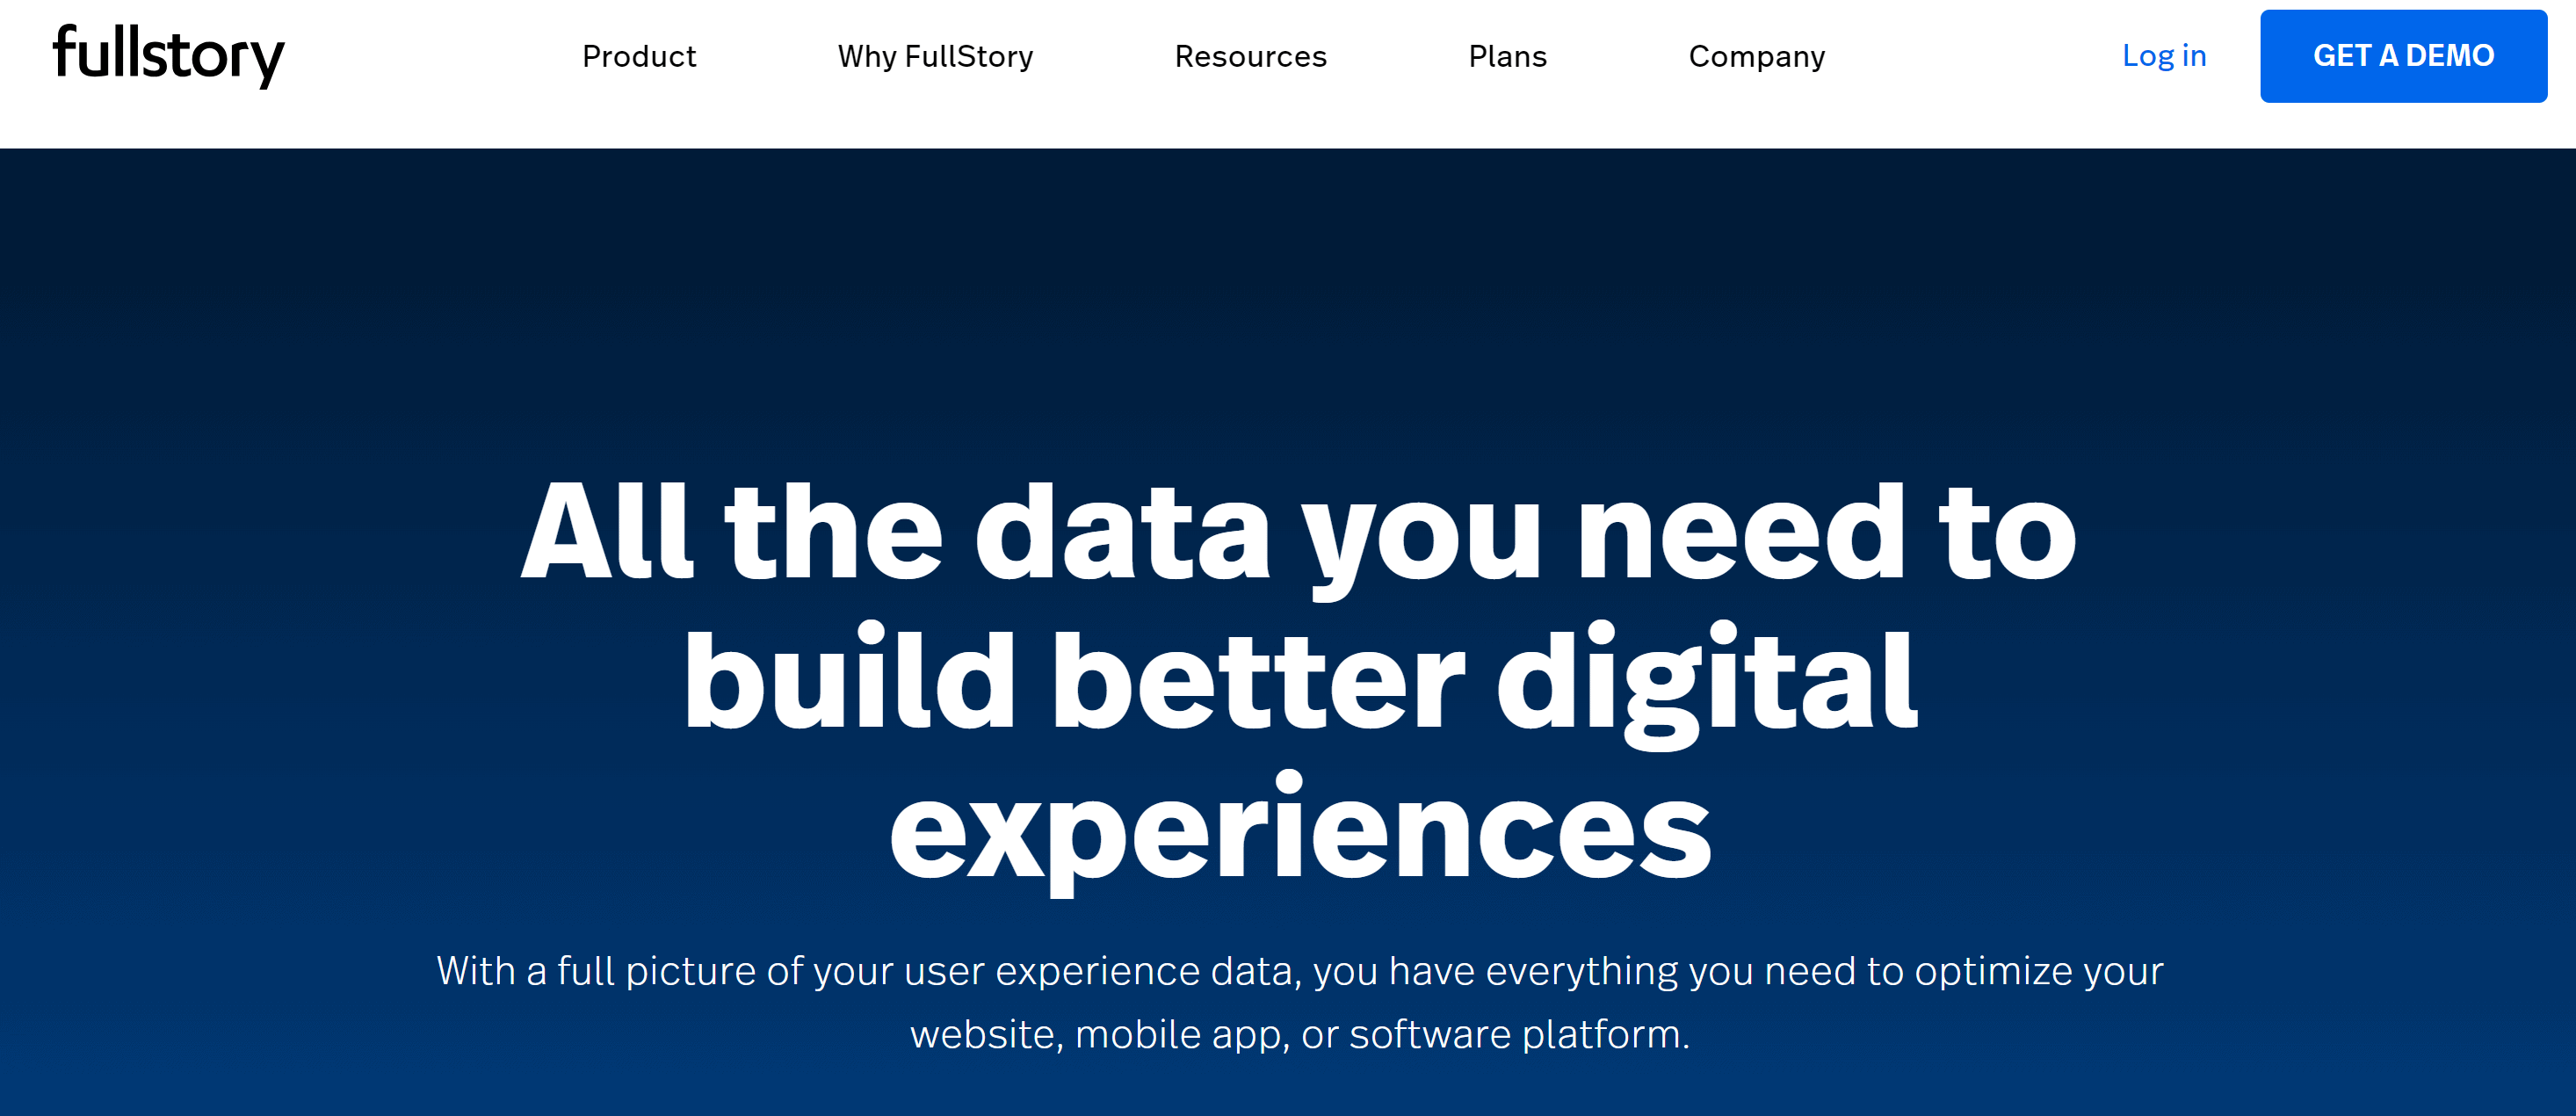 fullstory
Product
Why FullStory
Resources
Plans
Company
Log in
GET A DEMO
All the data you need to
build better digital
experiences
With a full picture of your user experience data, you have everything you need to optimize your
website, mobile app, or software platform.